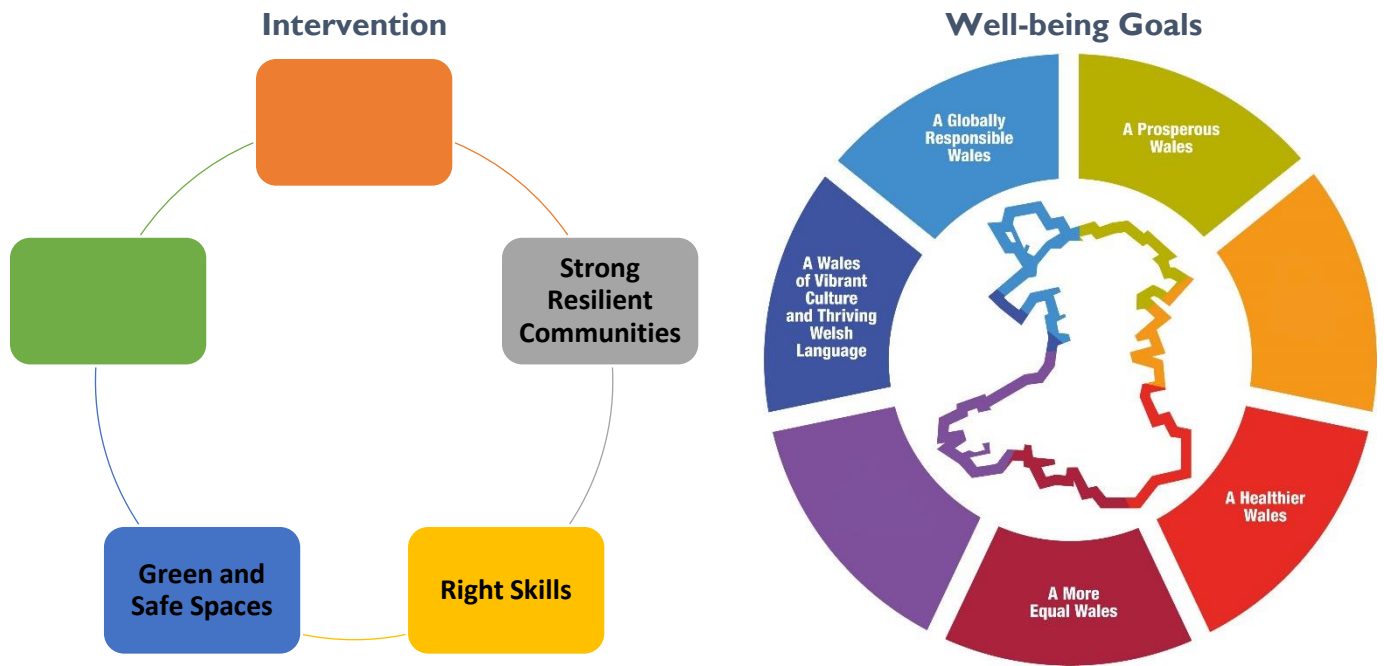 Intervention
Strong
Resilient
Communities
Right Skills
Green and
Safe Spaces
Well-being Goals
A Prosperous
Wales
A Healthier
Wales
A More
Equal Wales
A Wales
of Vibrant
Culture
and Thriving
Welsh
Language
A Globally
Responsible
Wales